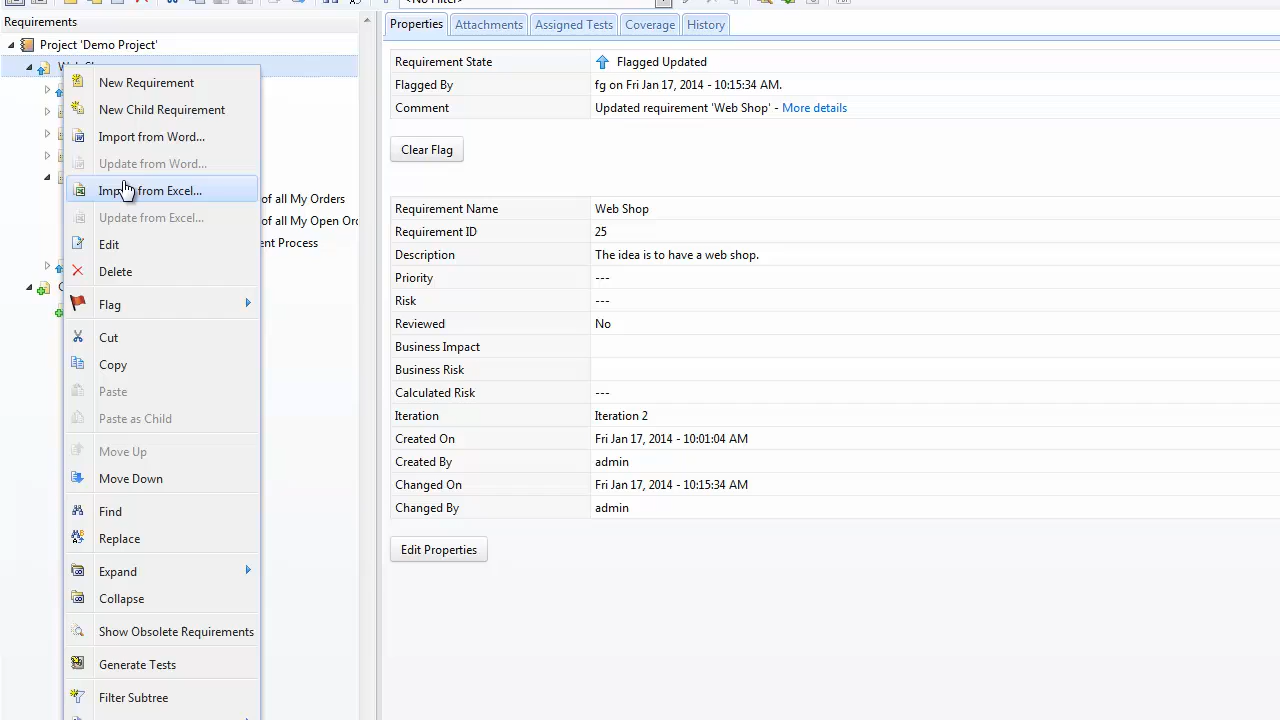 <No Filter>
Requirements
Project 'Demo Project'
New Requirement
New Child Requirement
Import from Word...
Update from Word...
Import from Excel...
Update from Excel...
Edit
Delete
Flag
Cut
Copy
Paste
Paste as Child
Move Up
Move Down
Find
Replace
Expand
Collapse
Show Obsolete Requirements
Generate Tests
Filter Subtree
of all My Orders
of all My Open Ord
ent Process
Properties Attachments Assigned Tests Coverage History
Requirement State Flagged Updated
Flagged By fg on Fri Jan 17, 2014 - 10:15:34 AM.
Comment Updated requirement 'Web Shop' - More details
Clear Flag
Requirement Name Web Shop
Requirement ID 25
Description The idea is to have a web shop.
Priority ---
Risk ---
Reviewed No
Business Impact
Business Risk
Calculated Risk ---
Iteration Iteration 2
Created On Fri Jan 17, 2014 - 10:01:04 AM
Created By admin
Changed On Fri Jan 17, 2014 - 10:15:34 AM
Changed By admin
Edit Properties